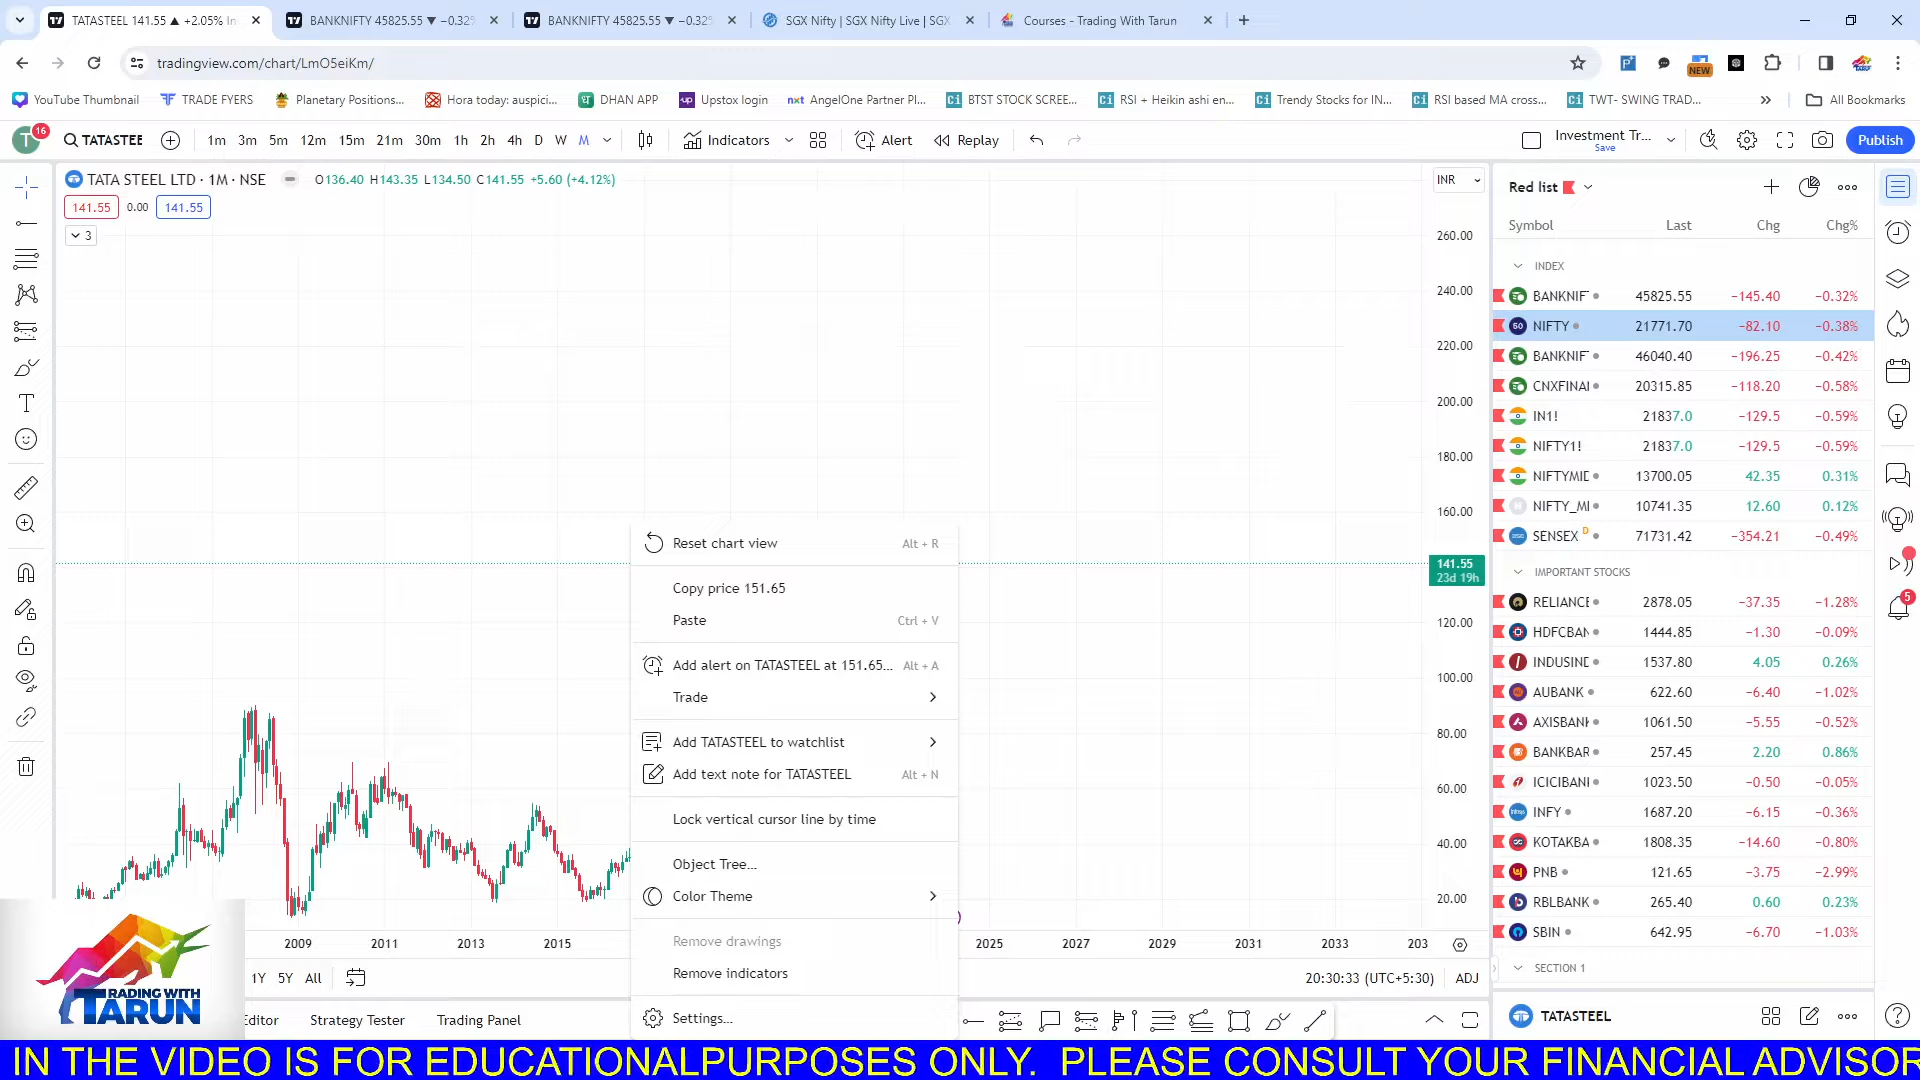 TATASTEEL 141.55 ▲ +2.05% In
BANKNIFTY 45825.55 ▼ −0.32%
BANKNIFTY 45825.55 ▼ −0.32%
SGX Nifty | SGX Nifty Live | SGX
Courses - Trading With Tarun
tradingview.com/chart/LmO5eiKm/
NEW
YouTube Thumbnail
TRADE FYERS
Planetary Positions...
Hora today: auspici...
DHAN APP
Upstox login
AngelOne Partner Pl...
BTST STOCK SCREE...
RSI + Heikin ashi en...
Trendy Stocks for IN...
RSI based MA cross...
TWT- SWING TRAD...
All Bookmarks
T 16 TATASTEE 1m 3m 5m 12m 15m 21m 30m 1h 2h 4h D W M Indicators Alert Replay
Investment Tr...
Save
Publish
TATA STEEL LTD · 1M · NSE O136.40 H143.35 L134.50 C141.55 +5.60 (+4.12%)
141.55 0.00 141.55
3
INR
260.00
240.00
220.00
200.00
180.00
160.00
141.55
23d 19h
120.00
100.00
80.00
60.00
40.00
20.00
Reset chart view Alt + R
Copy price 151.65
Paste Ctrl + V
Add alert on TATASTEEL at 151.65... Alt + A
Trade
Add TATASTEEL to watchlist
Add text note for TATASTEEL Alt + N
Lock vertical cursor line by time
Object Tree...
Color Theme
Remove drawings
Remove indicators
Settings...
2009 2011 2013 2015 2025 2027 2029 2031 2033 203
1Y 5Y All
20:30:33 (UTC+5:30) ADJ
Editor Strategy Tester Trading Panel
TRADING WITH
TARUN
Red list
Symbol Last Chg Chg%
INDEX
BANKNIF 45825.55 −145.40 −0.32%
NIFTY 21771.70 −82.10 −0.38%
BANKNIF 46040.40 −196.25 −0.42%
CNXFINAI 20315.85 −118.20 −0.58%
IN1! 21837.0 −129.5 −0.59%
NIFTY1! 21837.0 −129.5 −0.59%
NIFTYMIE 13700.05 42.35 0.31%
NIFTY_MI 10741.35 12.60 0.12%
SENSEX D 71731.42 −354.21 −0.49%
IMPORTANT STOCKS
RELIANCE 2878.05 −37.35 −1.28%
HDFCBAN 1444.85 −1.30 −0.09%
INDUSINE 1537.80 4.05 0.26%
AUBANK 622.60 −6.40 −1.02%
AXISBANK 1061.50 −5.55 −0.52%
BANKBAR 257.45 2.20 0.86%
ICICIBANI 1023.50 −0.50 −0.05%
INFY 1687.20 −6.15 −0.36%
KOTAKBA 1808.35 −14.60 −0.80%
PNB 121.65 −3.75 −2.99%
RBLBANK 265.40 0.60 0.23%
SBIN 642.95 −6.70 −1.03%
SECTION 1
TATASTEEL
5
IN THE VIDEO IS FOR EDUCATIONALPURPOSES ONLY. PLEASE CONSULT YOUR FINANCIAL ADVISOR